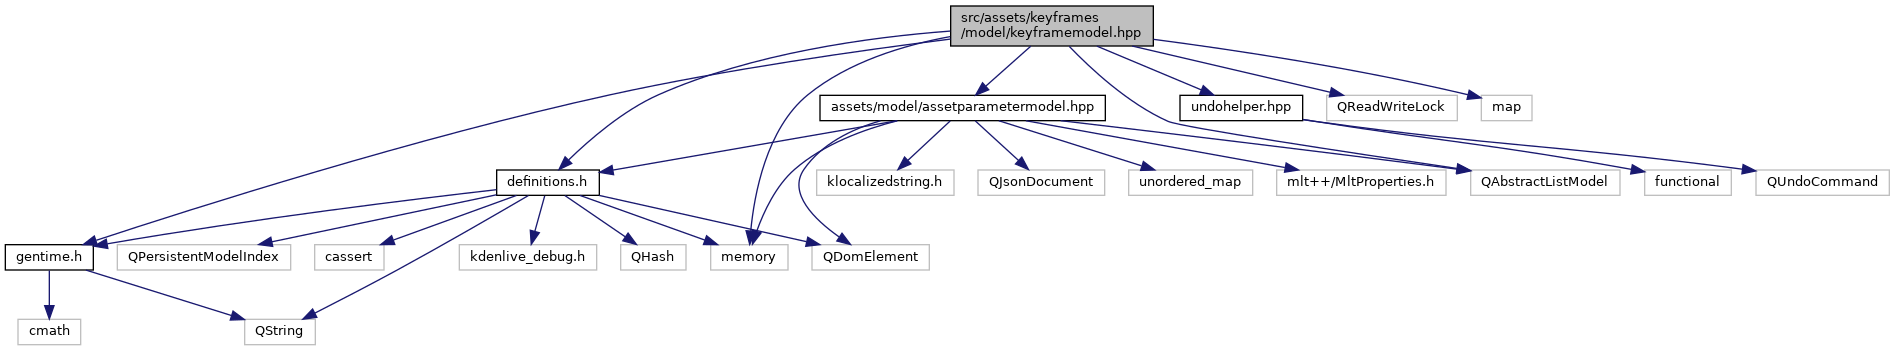 src/assets/keyframes
/model/keyframemodel.hpp
assets/model/assetparametermodel.hpp
undohelper.hpp
QReadWriteLock
map
definitions.h
klocalizedstring.h
QJsonDocument
unordered_map
mlt++/MltProperties.h
QAbstractListModel
functional
QUndoCommand
gentime.h
QPersistentModelIndex
cassert
kdenlive_debug.h
QHash
memory
QDomElement
cmath
QString